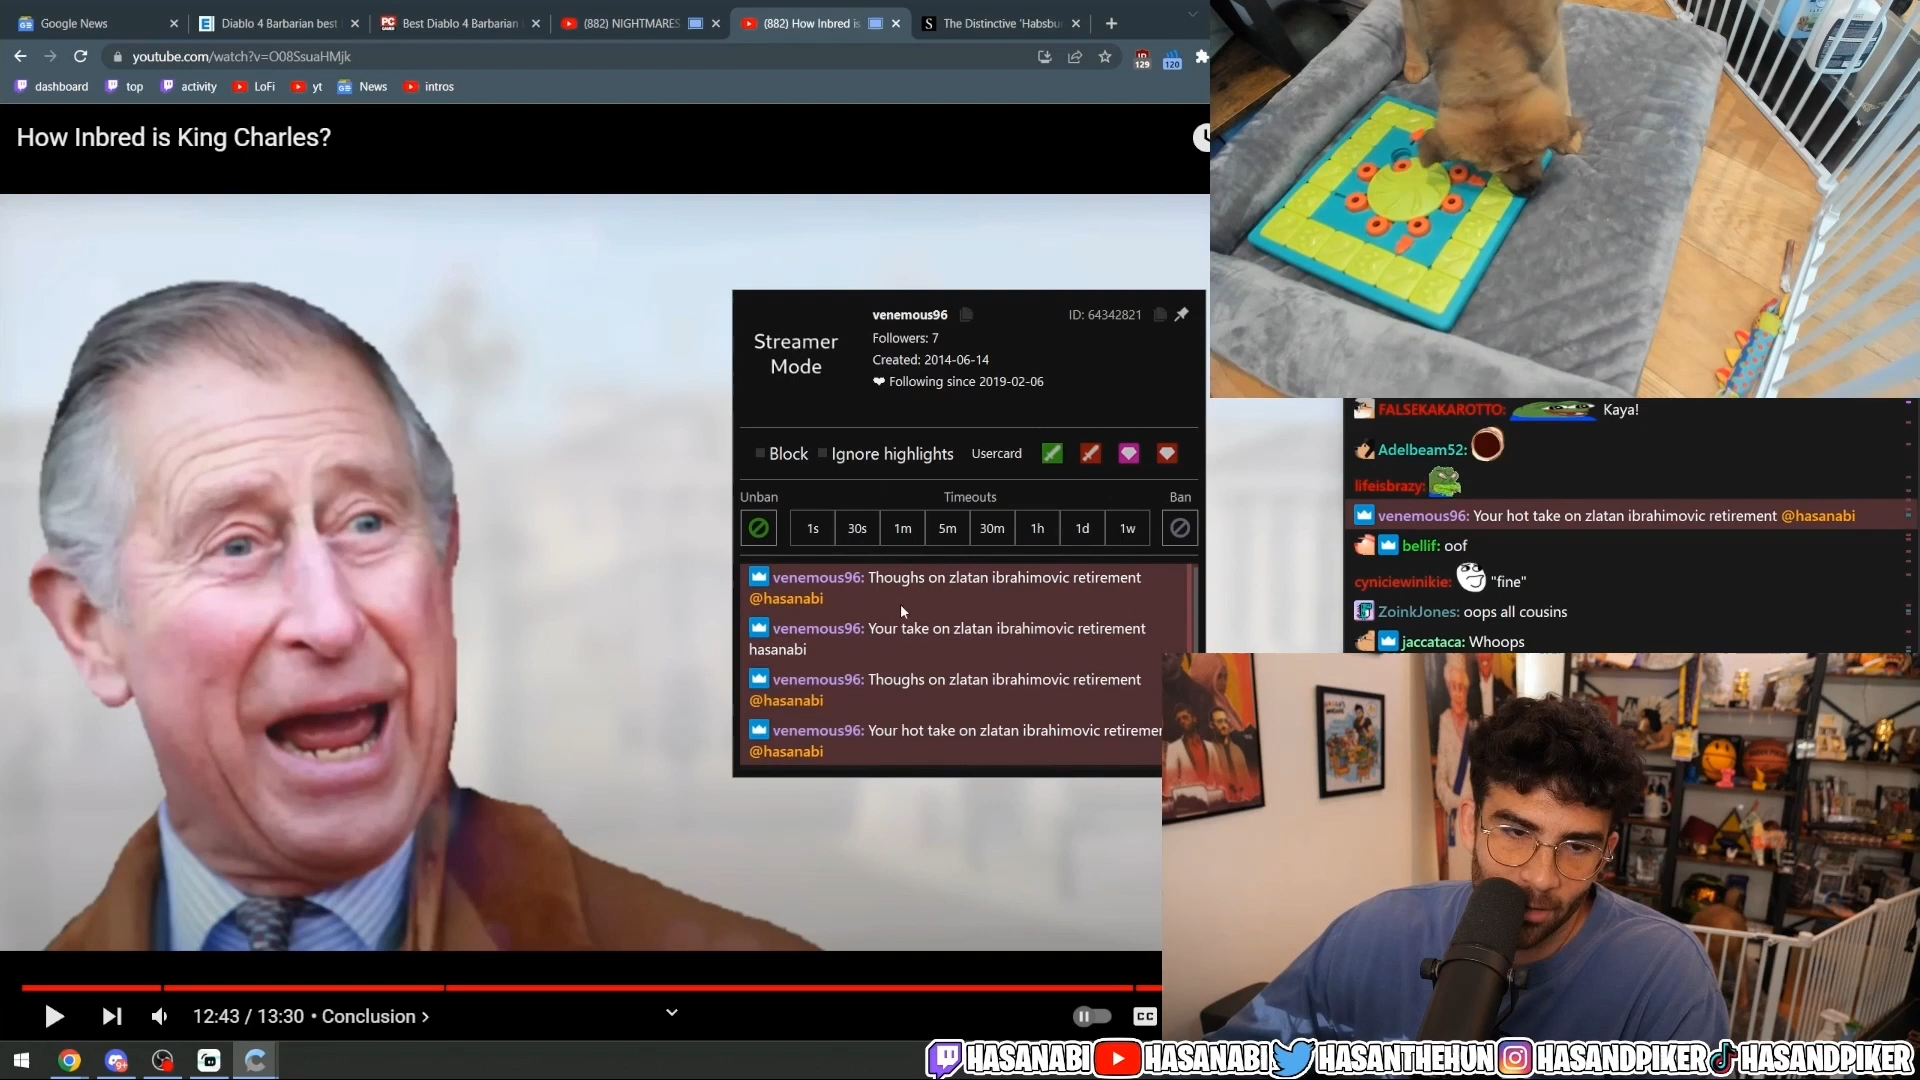 Google News
Diablo 4 Barbarian best
Best Diablo 4 Barbarian
(882) NIGHTMARES
(882) How Inbred is
The Distinctive 'Habsbu
youtube.com/watch?v=O08SsuaHMjk
129
120
dashboard
top
activity
LoFi
yt
News
intros
How Inbred is King Charles?
Streamer
Mode
venemous96
ID: 64342821
Followers: 7
Created: 2014-06-14
Following since 2019-02-06
Block
Ignore highlights
Usercard
Unban
Timeouts
Ban
1s
30s
1m
5m
30m
1h
1d
1w
venemous96: Thoughs on zlatan ibrahimovic retirement
@hasanabi
venemous96: Your take on zlatan ibrahimovic retirement
hasanabi
venemous96: Thoughs on zlatan ibrahimovic retirement
@hasanabi
venemous96: Your hot take on zlatan ibrahimovic retiremen
@hasanabi
FALSEKAKAROTTO: Kaya!
Adelbeam52:
lifeisbrazy:
venemous96: Your hot take on zlatan ibrahimovic retirement @hasanabi
bellif: oof
cyniciewinikie: "fine"
ZoinkJones: oops all cousins
jaccataca: Whoops
12:43 / 13:30 • Conclusion
CC
HASANABI
HASANABI
HASANTHEHUN
HASANDPIKER
HASANDPIKER